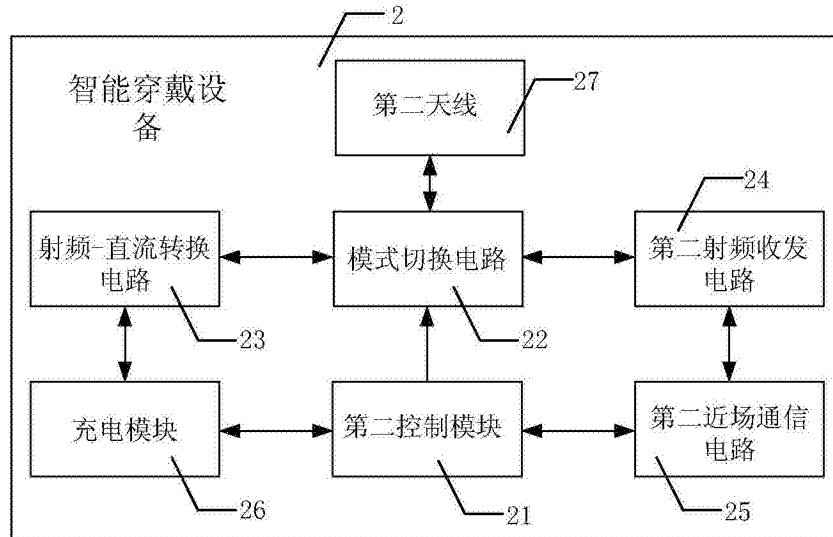 2
智能穿戴设
备
第二天线
27
24
射频-直流转换
电路
模式切换电路
第二射频收发
电路
23
22
充电模块
第二控制模块
第二近场通信
电路
26
21
25